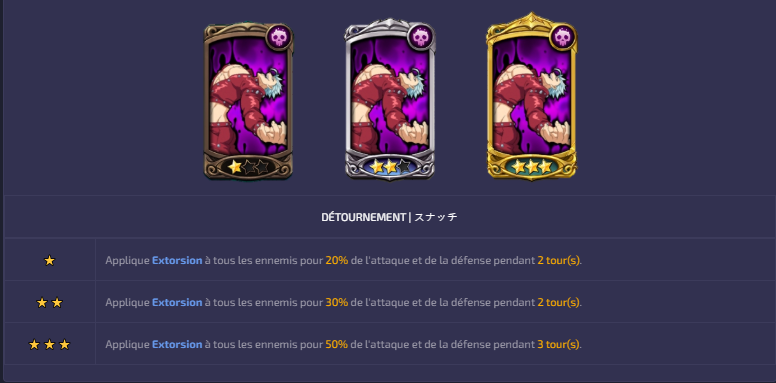 DÉTOURNEMENT | スナッチ
Applique Extorsion à tous les ennemis pour 20% de l'attaque et de la défense pendant 2 tour(s).
Applique Extorsion à tous les ennemis pour 30% de l'attaque et de la défense pendant 2 tour(s).
Applique Extorsion à tous les ennemis pour 50% de l'attaque et de la défense pendant 3 tour(s).